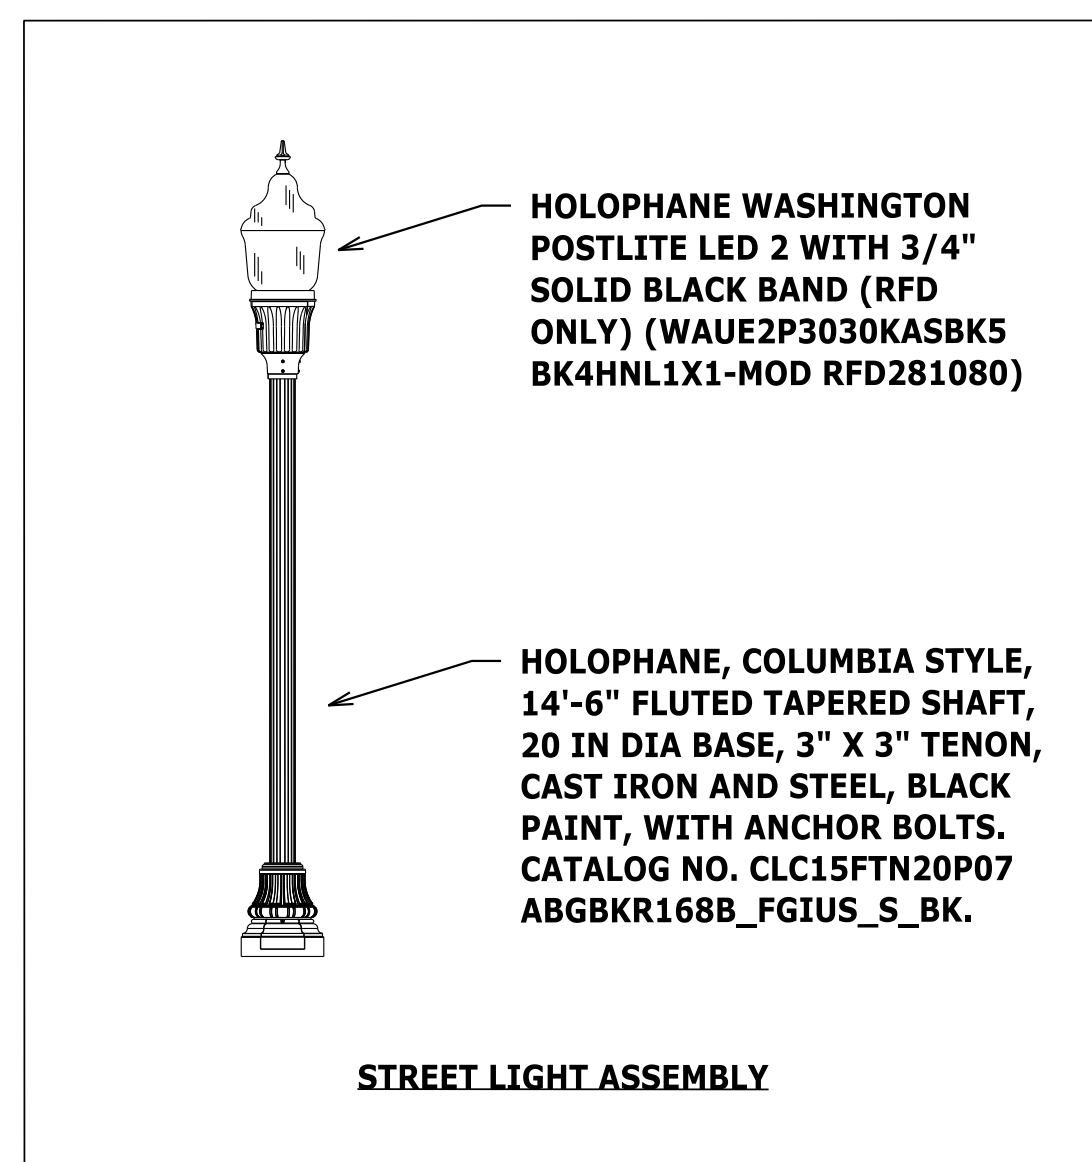 HOLOPHANE WASHINGTON
POSTLITE LED 2 WITH 3/4"
SOLID BLACK BAND (RFD
ONLY) (WAUE2P3030KASBK5
BK4HNL1X1-MOD RFD281080)
HOLOPHANE, COLUMBIA STYLE,
14'-6" FLUTED TAPERED SHAFT,
20 IN DIA BASE, 3" X 3" TENON,
CAST IRON AND STEEL, BLACK
PAINT, WITH ANCHOR BOLTS.
CATALOG NO. CLC15FTN20P07
ABGBKR168B_FGIUS_S_BK.
STREET LIGHT ASSEMBLY